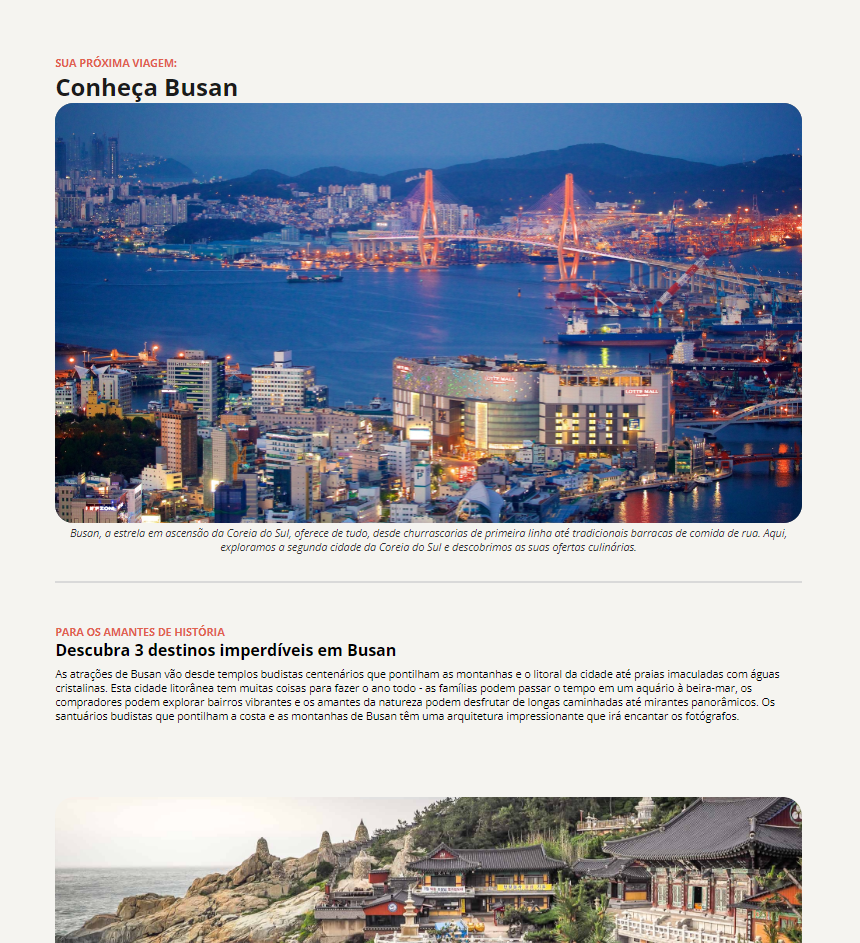 SUA PRÓXIMA VIAGEM:
Conheça Busan
LOTTE MALL
LOTTE MALL
Busan, a estrela em ascensão da Coreia do Sul, oferece de tudo, desde churrascarias de primeira linha até tradicionais barracas de comida de rua. Aqui,
exploramos a segunda cidade da Coreia do Sul e descobrimos as suas ofertas culinárias.
PARA OS AMANTES DE HISTÓRIA
Descubra 3 destinos imperdíveis em Busan
As atrações de Busan vão desde templos budistas centenários que pontilham as montanhas e o litoral da cidade até praias imaculadas com águas
cristalinas. Esta cidade litorânea tem muitas coisas para fazer o ano todo - as famílias podem passar o tempo em um aquário à beira-mar, os
compradores podem explorar bairros vibrantes e os amantes da natureza podem desfrutar de longas caminhadas até mirantes panorâmicos. Os
santuários budistas que pontilham a costa e as montanhas de Busan têm uma arquitetura impressionante que irá encantar os fotógrafos.